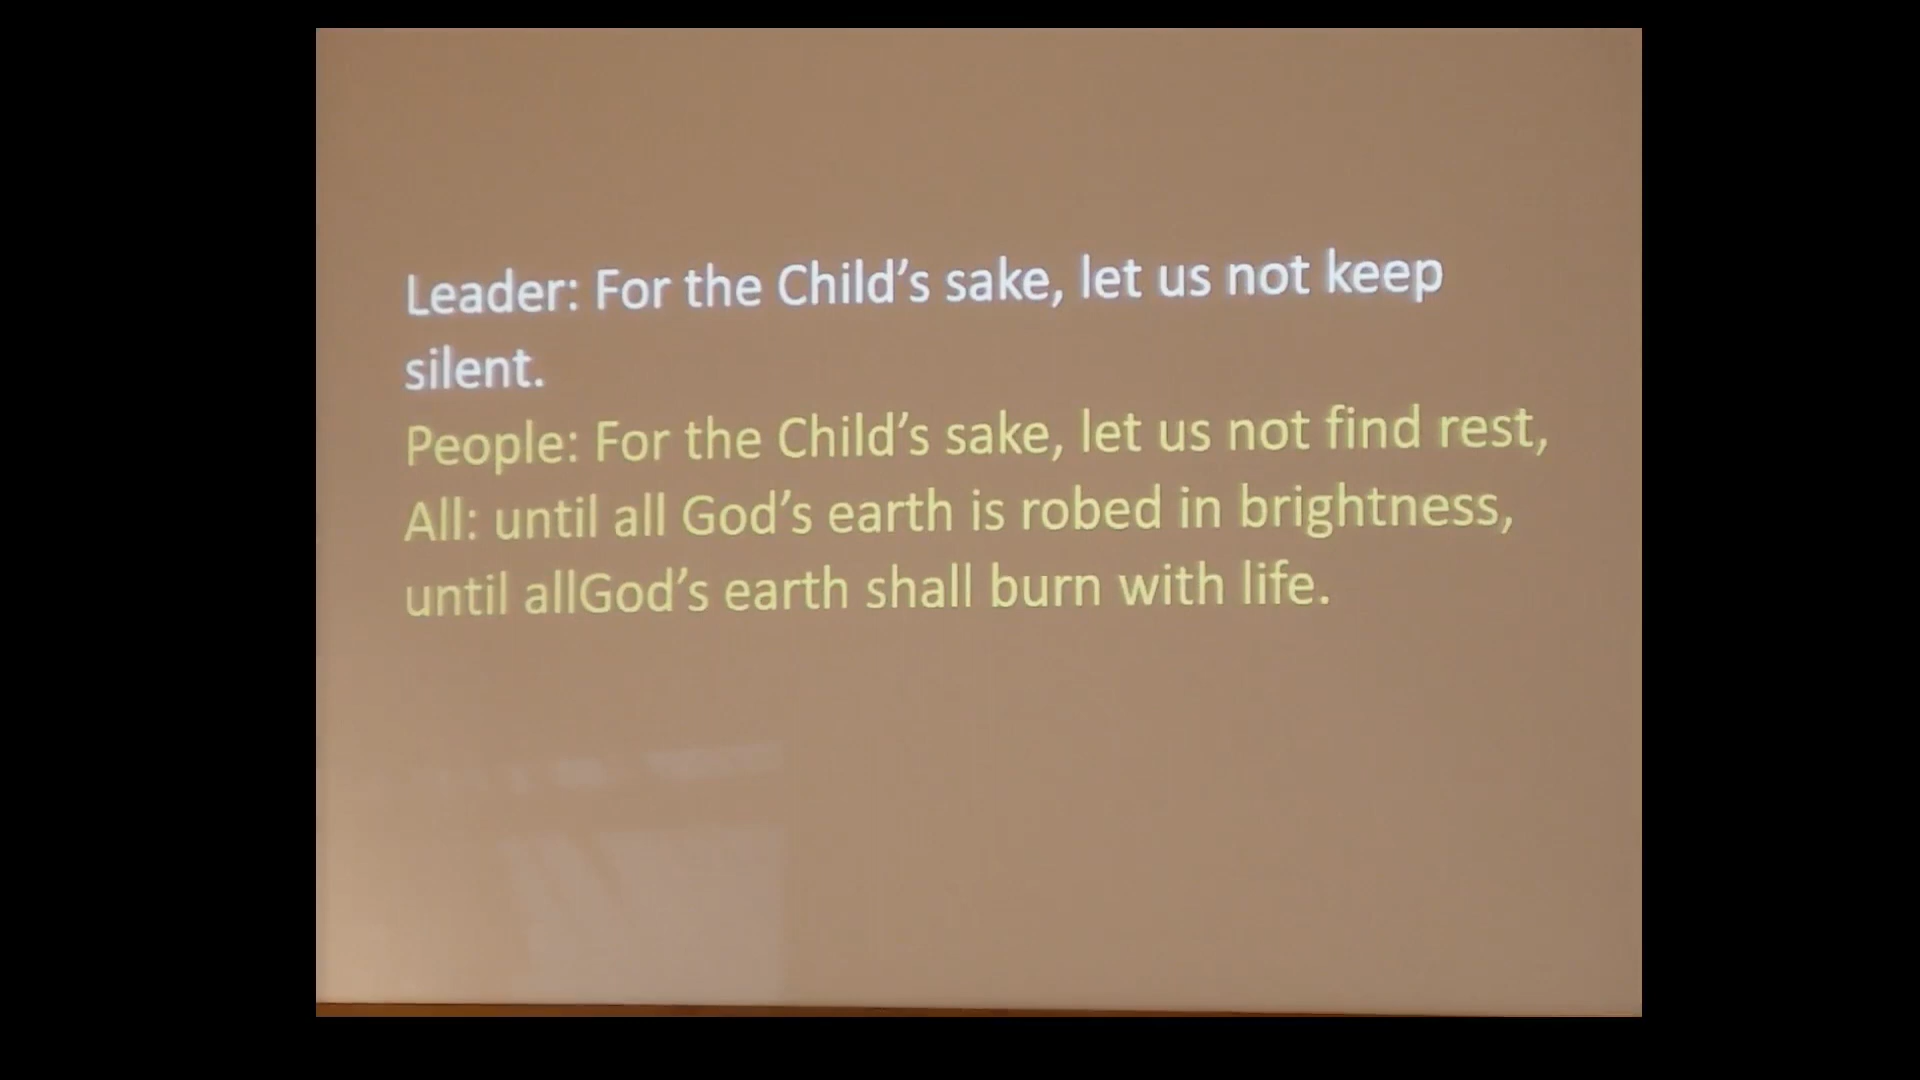 Leader: For the Child’s sake, let us not keep
silent.
People: For the Child’s sake, let us not find rest,
All: until all God’s earth is robed in brightness,
until allGod’s earth shall burn with life.